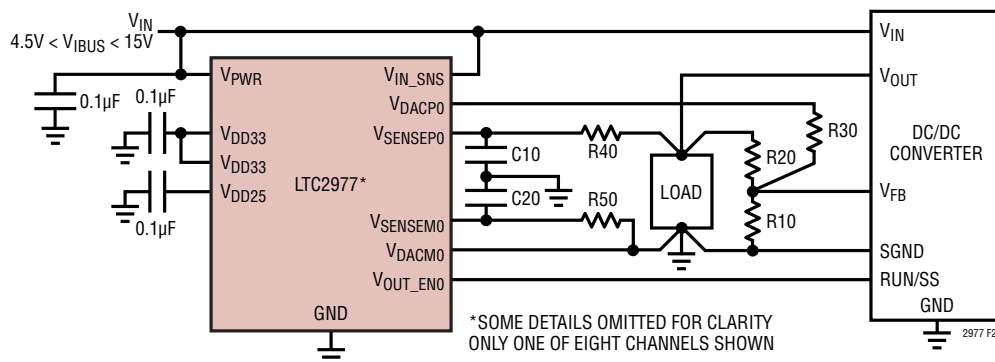 V_IN
4.5V < V_IBUS < 15V
0.1µF
0.1µF
0.1µF
V_PWR
V_DD33
V_DD33
V_DD25
LTC2977*
GND
V_IN_SNS
V_DACP0
V_SENSEP0
V_SENSEM0
V_DACM0
V_OUT_EN0
C10
C20
R40
R50
LOAD
R20
R10
R30
V_IN
V_OUT
DC/DC
CONVERTER
V_FB
SGND
RUN/SS
GND
*SOME DETAILS OMITTED FOR CLARITY
ONLY ONE OF EIGHT CHANNELS SHOWN